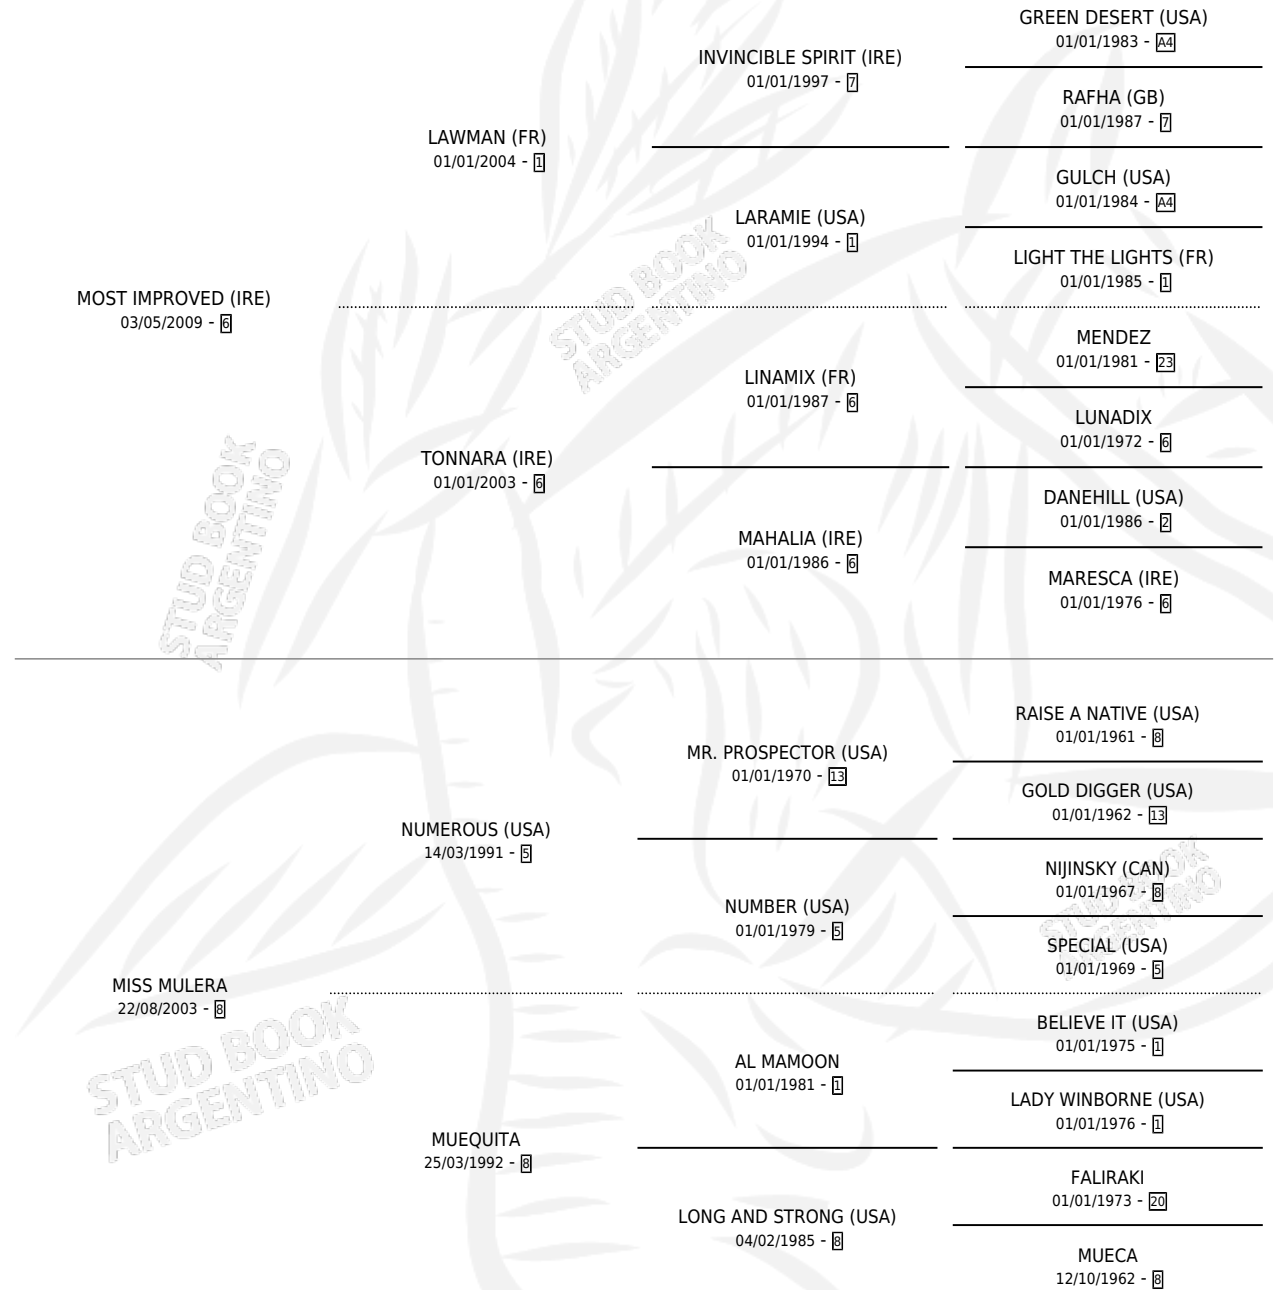 GREEN DESERT (USA)
01/01/1983 - A4
INVINCIBLE SPIRIT (IRE)
01/01/1997 - 7
RAFHA (GB)
01/01/1987 - 7
LAWMAN (FR)
01/01/2004 - 1
GULCH (USA)
01/01/1984 - A4
LARAMIE (USA)
01/01/1994 - 1
LIGHT THE LIGHTS (FR)
01/01/1985 - 1
MOST IMPROVED (IRE)
03/05/2009 - 6
MENDEZ
01/01/1981 - 23
LINAMIX (FR)
01/01/1987 - 6
LUNADIX
01/01/1972 - 6
TONNARA (IRE)
01/01/2003 - 6
DANEHILL (USA)
01/01/1986 - 2
MAHALIA (IRE)
01/01/1986 - 6
MARESCA (IRE)
01/01/1976 - 6
STUD BOOK
ARGENTINO
STUD BOOK
ARGENTINO
RAISE A NATIVE (USA)
01/01/1961 - 8
MR. PROSPECTOR (USA)
01/01/1970 - 13
GOLD DIGGER (USA)
01/01/1962 - 13
NUMEROUS (USA)
14/03/1991 - 5
NIJINSKY (CAN)
01/01/1967 - 8
NUMBER (USA)
01/01/1979 - 5
SPECIAL (USA)
01/01/1969 - 5
STUD BOOK
ARGENTINO
MISS MULERA
22/08/2003 - 8
BELIEVE IT (USA)
01/01/1975 - 1
AL MAMOON
01/01/1981 - 1
LADY WINBORNE (USA)
01/01/1976 - 1
MUEQUITA
25/03/1992 - 8
FALIRAKI
01/01/1973 - 20
LONG AND STRONG (USA)
04/02/1985 - 8
MUECA
12/10/1962 - 8
STUD BOOK
ARGENTINO